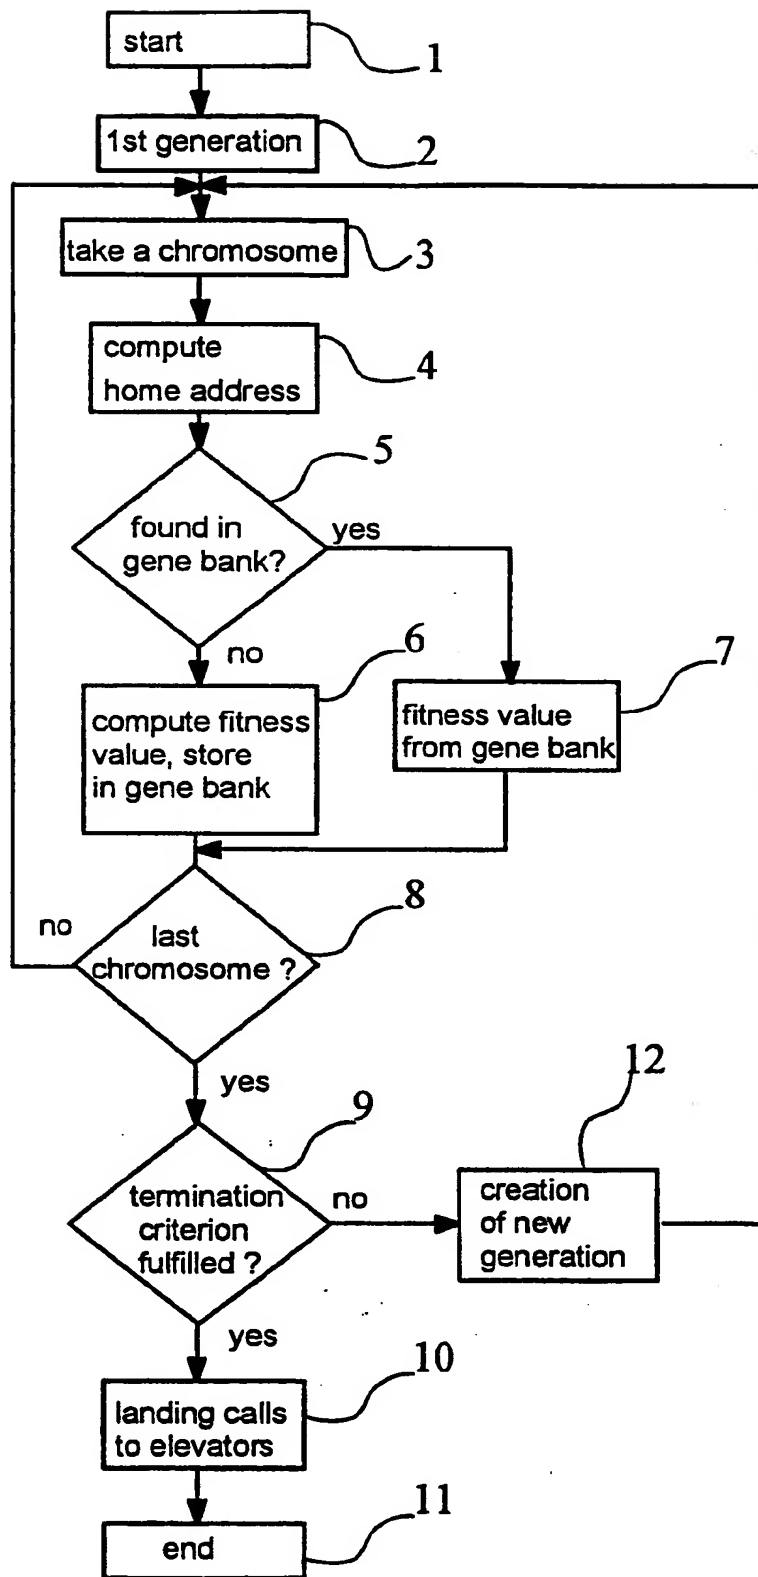 start
1
1st generation
2
take a chromosome
3
compute
home address
4
5
found in
gene bank?
yes
no
6
compute fitness
value, store
in gene bank
7
fitness value
from gene bank
8
last
chromosome ?
no
yes
9
termination
criterion
fulfilled ?
no
12
creation
of new
generation
yes
10
landing calls
to elevators
11
end